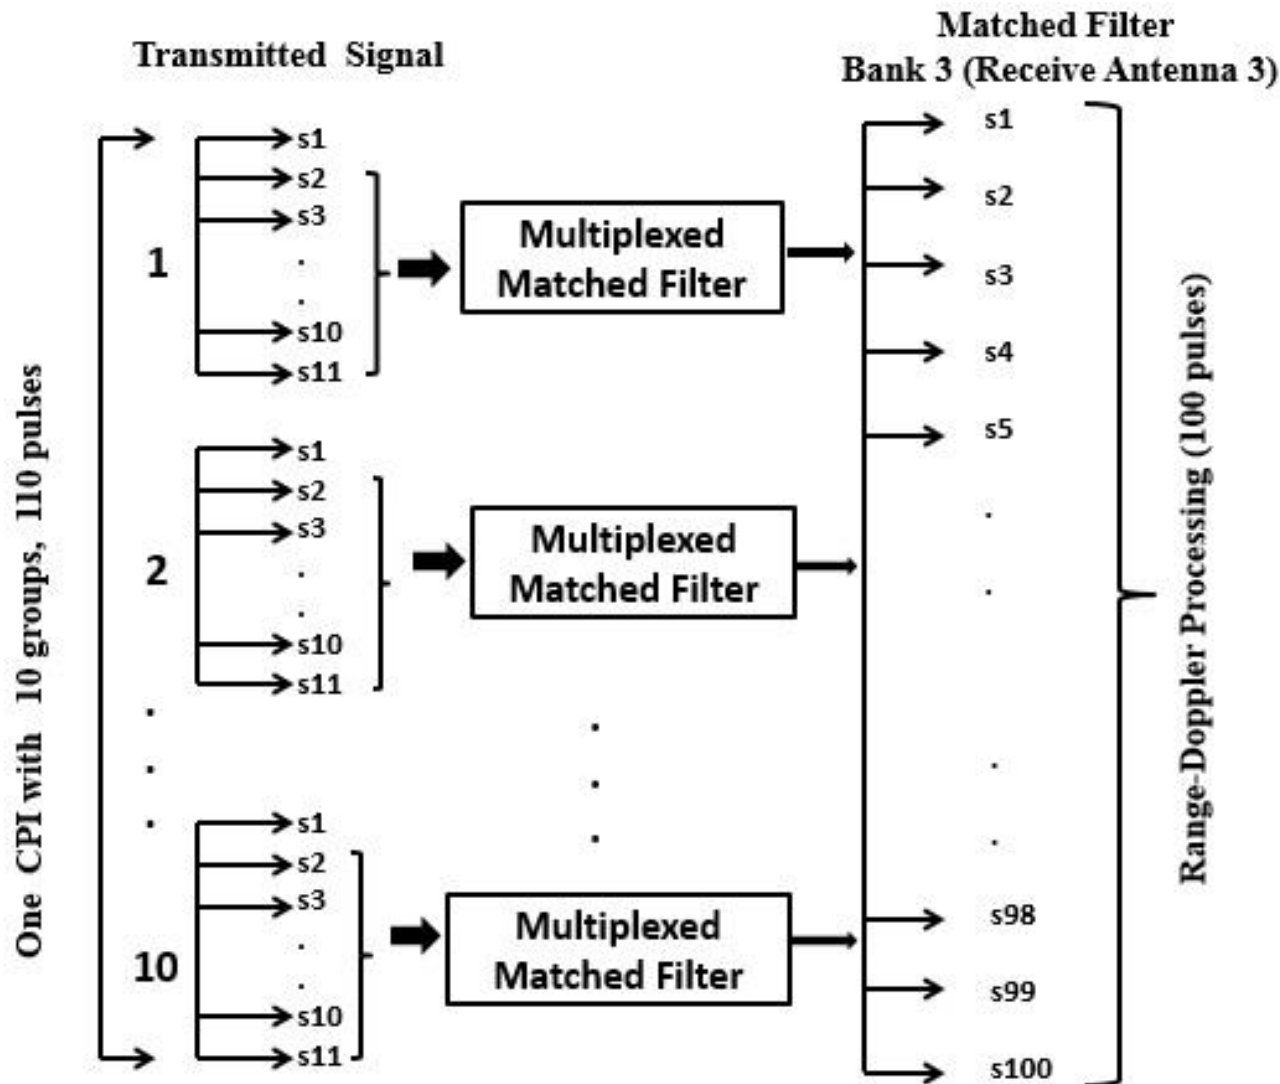 Transmitted Signal
Matched Filter
Bank 3 (Receive Antenna 3)
One CPI with 10 groups, 110 pulses
1
s1
s2
s3
.
.
s10
s11
Multiplexed
Matched Filter
2
s1
s2
s3
.
.
s10
s11
Multiplexed
Matched Filter
.
.
.
.
.
.
10
s1
s2
s3
.
.
s10
s11
Multiplexed
Matched Filter
s1
s2
s3
s4
s5
.
.
.
.
s98
s99
s100
Range-Doppler Processing (100 pulses)